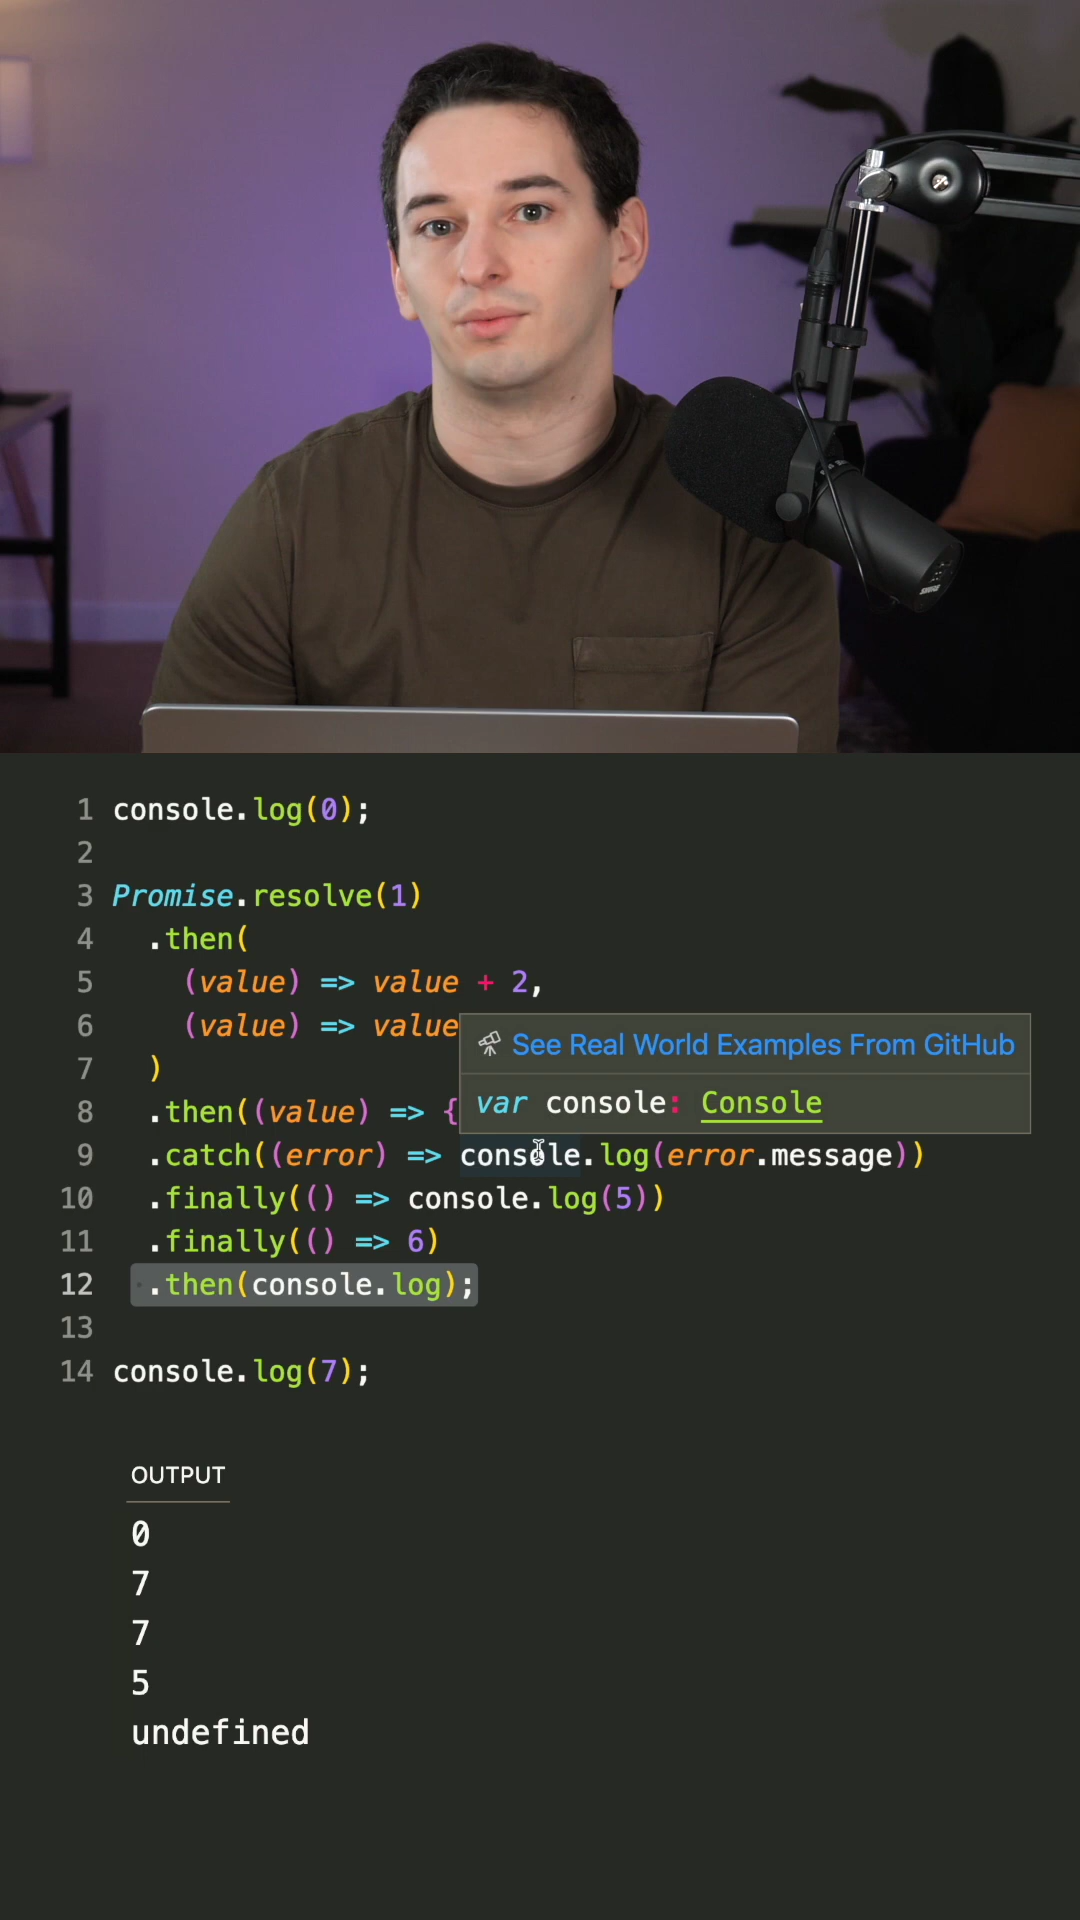 SHURE
1 console.log(0);
2
3 Promise.resolve(1)
4 .then(
5 (value) => value + 2,
6 (value) => value
7 )
8 .then((value) => {
See Real World Examples From GitHub
var console: Console
9 .catch((error) => console.log(error.message))
10 .finally(() => console.log(5))
11 .finally(() => 6)
12 .then(console.log);
13
14 console.log(7);
OUTPUT
0
7
7
5
undefined